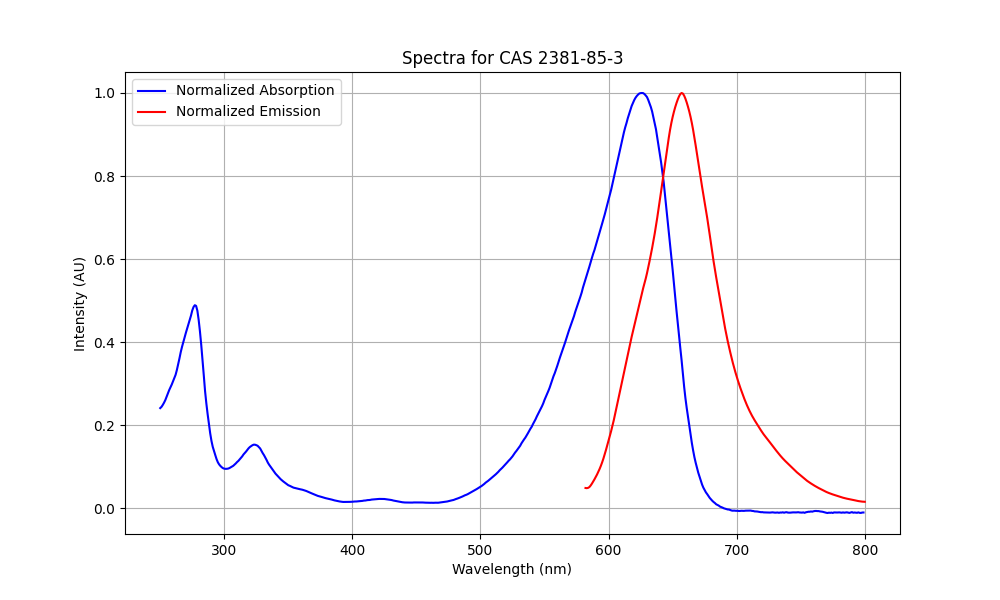 Spectra for CAS 2381-85-3
Normalized Absorption
Normalized Emission
1.0
0.8
0.6
0.4
0.2
0.0
Intensity (AU)
300 400 500 600 700 800
Wavelength (nm)